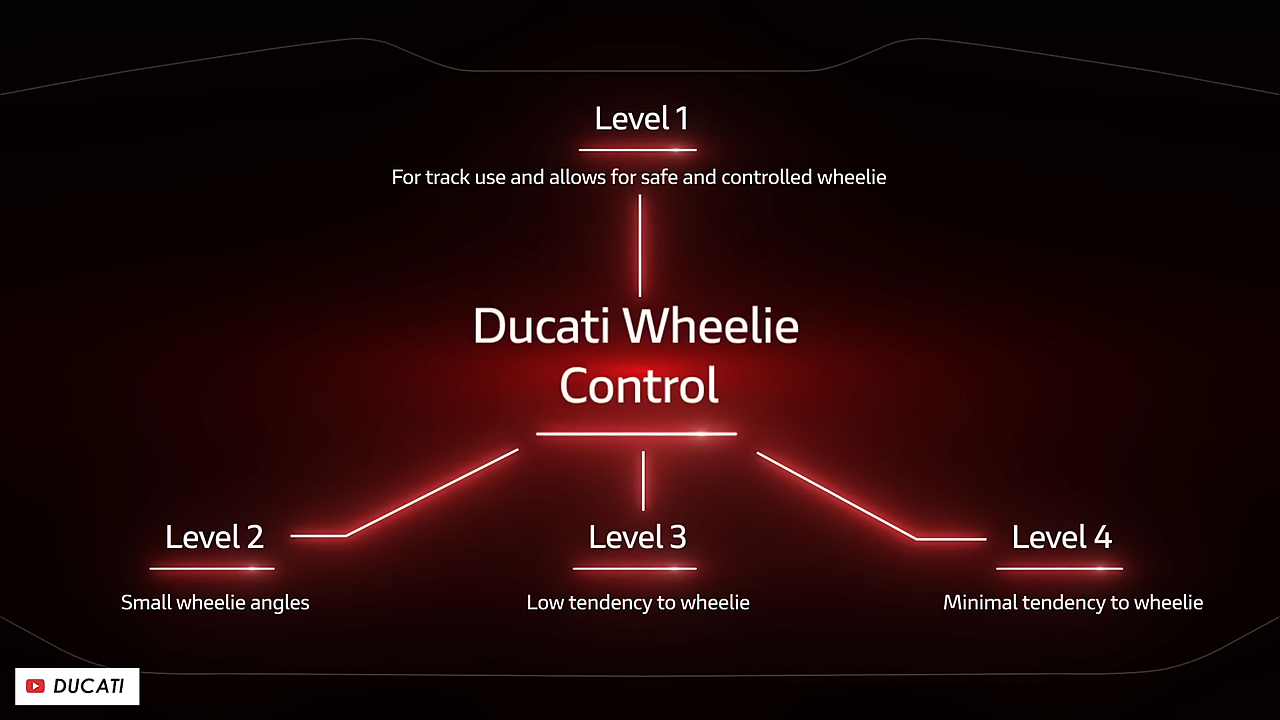 Level 1
For track use and allows for safe and controlled wheelie
Ducati Wheelie
Control
Level 2
Small wheelie angles
Level 3
Low tendency to wheelie
Level 4
Minimal tendency to wheelie
DUCATI